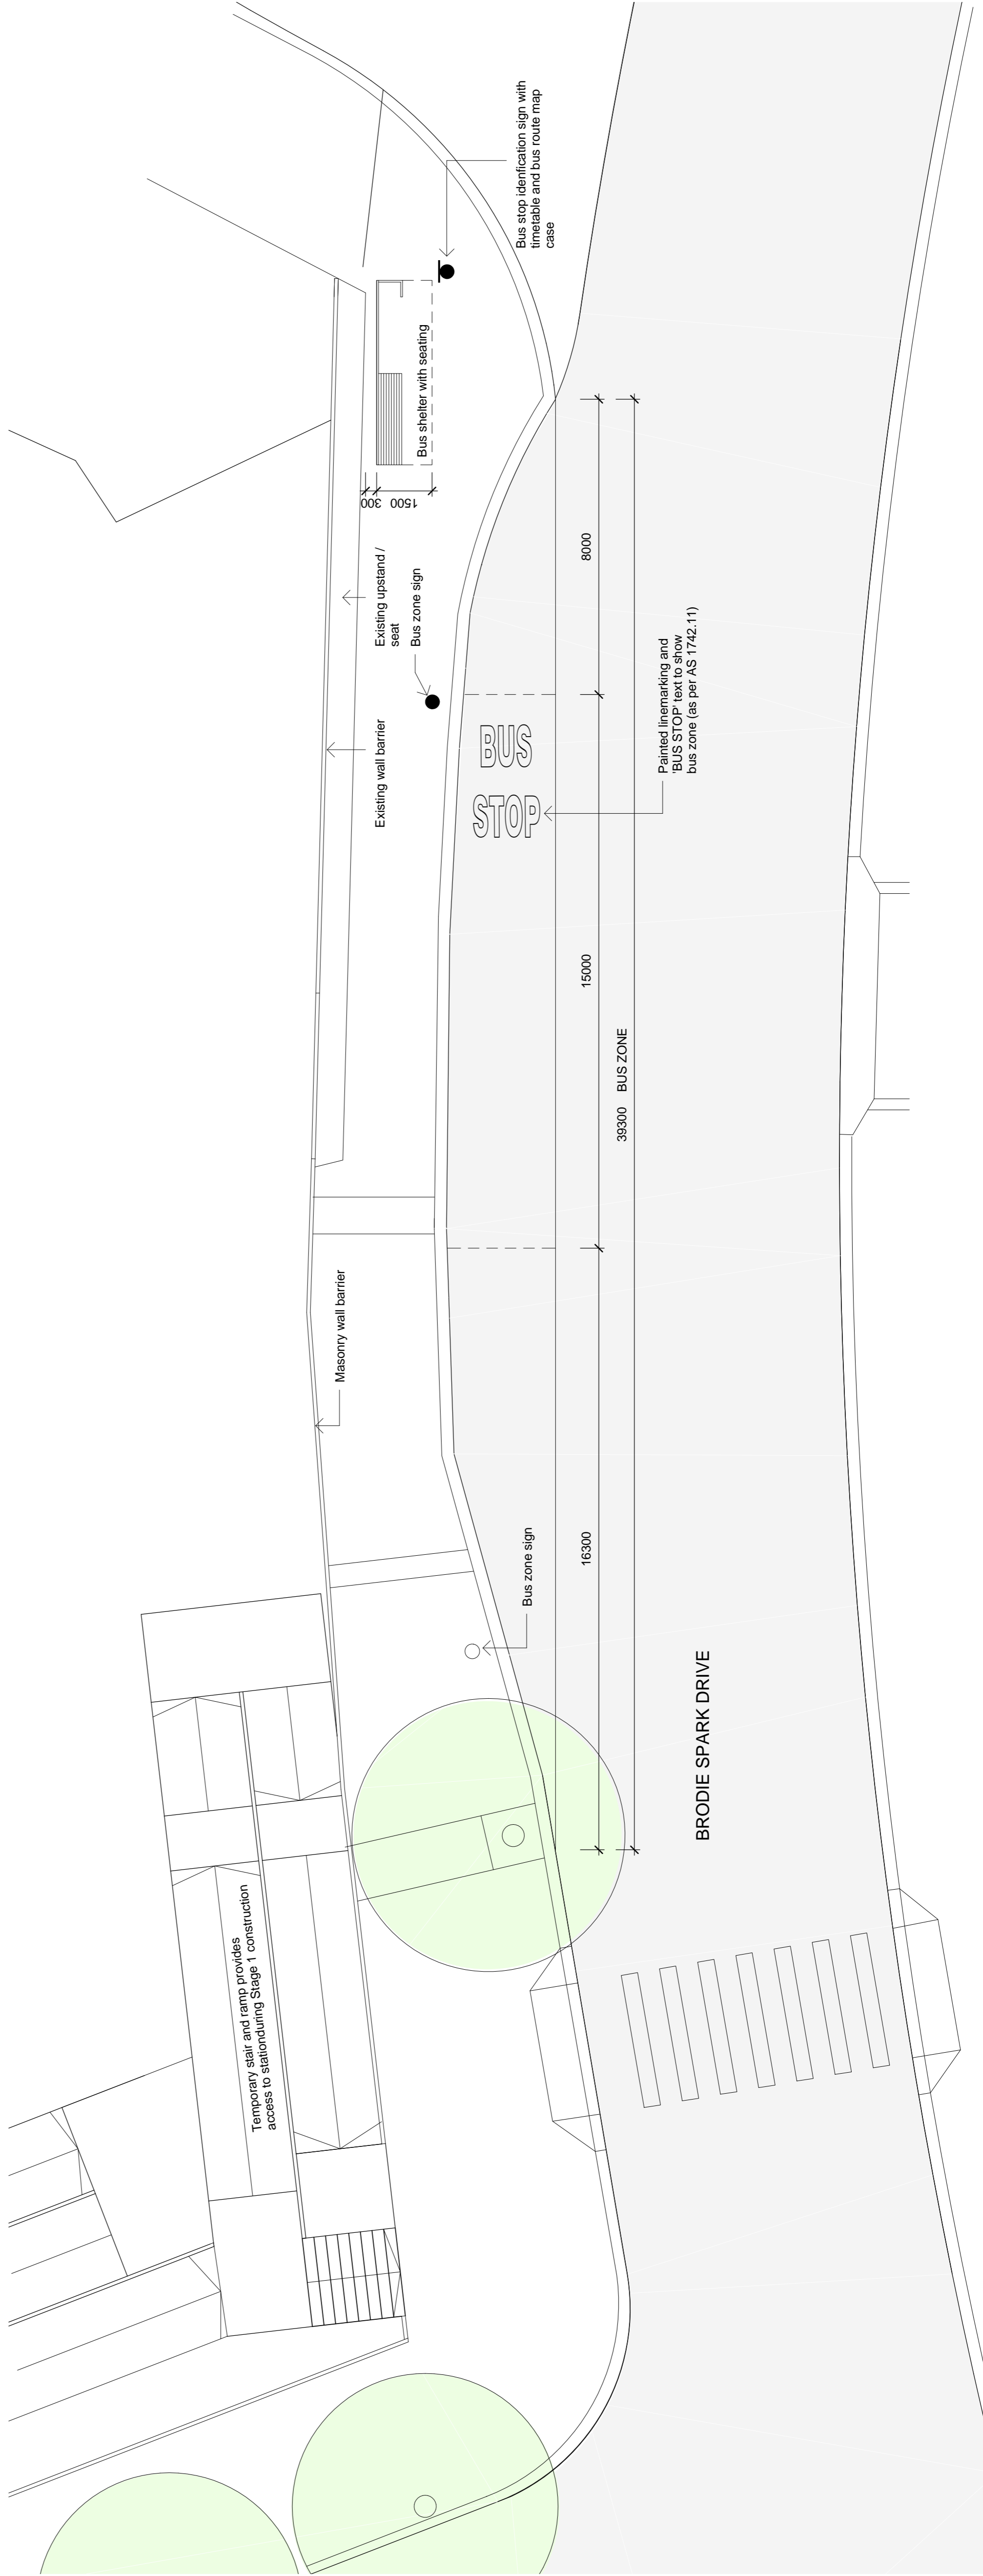 Bus stop idenfication sign with
timetable and bus route map
case
Bus shelter with seating
300
1500
Existing upstand /
seat
Bus zone sign
Existing wall barrier
8000
BUS
STOP
Painted linemarking and
'BUS STOP' text to show
bus zone (as per AS 1742.11)
15000
39300 BUS ZONE
Masonry wall barrier
16300
Bus zone sign
BRODIE SPARK DRIVE
Temporary stair and ramp provides
access to stationduring Stage 1 construction